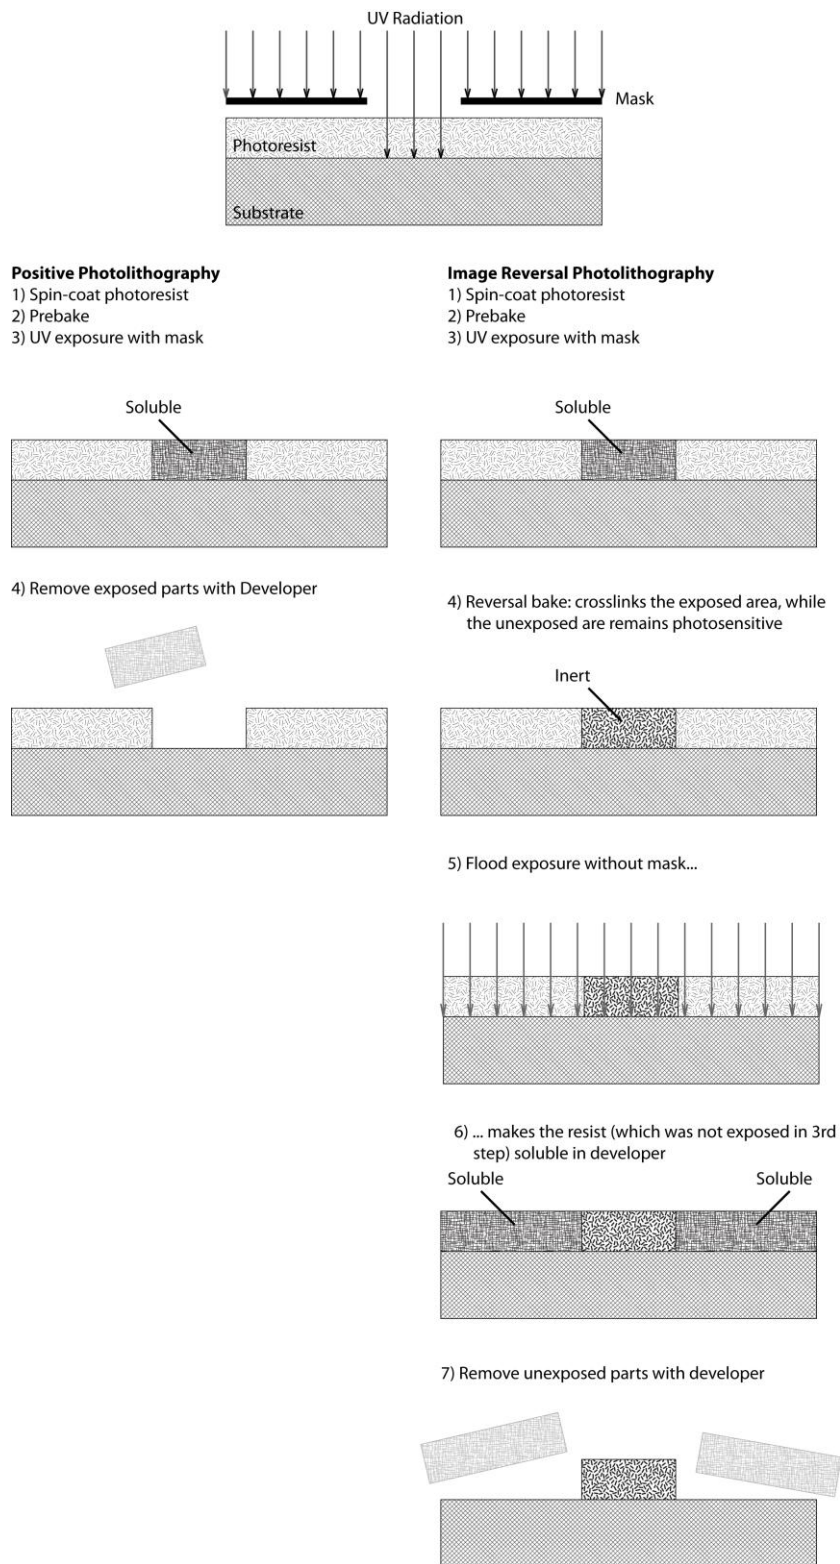 UV Radiation
Mask
Photoresist
Substrate
Positive Photolithography
1) Spin-coat photoresist
2) Prebake
3) UV exposure with mask
Image Reversal Photolithography
1) Spin-coat photoresist
2) Prebake
3) UV exposure with mask
Soluble
Soluble
4) Remove exposed parts with Developer
4) Reversal bake: crosslinks the exposed area, while
the unexposed are remains photosensitive
Inert
5) Flood exposure without mask...
6) ... makes the resist (which was not exposed in 3rd
step) soluble in developer
Soluble
Soluble
7) Remove unexposed parts with developer